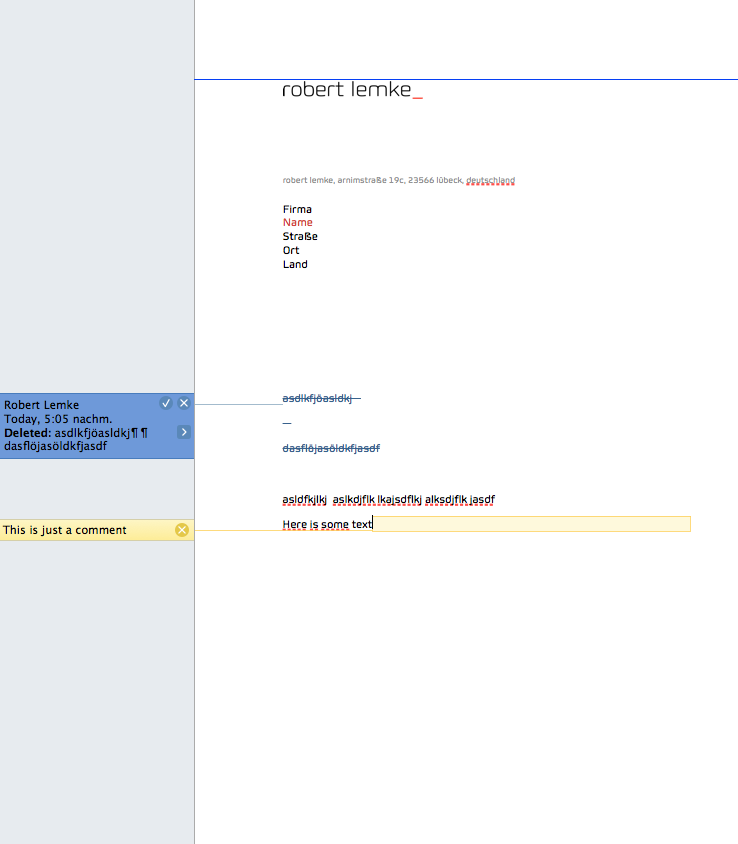 robert lemke_
robert lemke, arnimstraße 19c, 23566 lübeck, deutschland
Firma
Name
Straße
Ort
Land
Robert Lemke
Today, 5:05 nachm.
Deleted: asdlkfjöasldkj¶ ¶
dasflöjasöldkfjasdf
asdlkfjöasldkj
dasflöjasöldkfjasdf
asldfkjlkj  aslkdjflk lkajsdflkj alksdjflk jasdf
This is just a comment
Here is some text